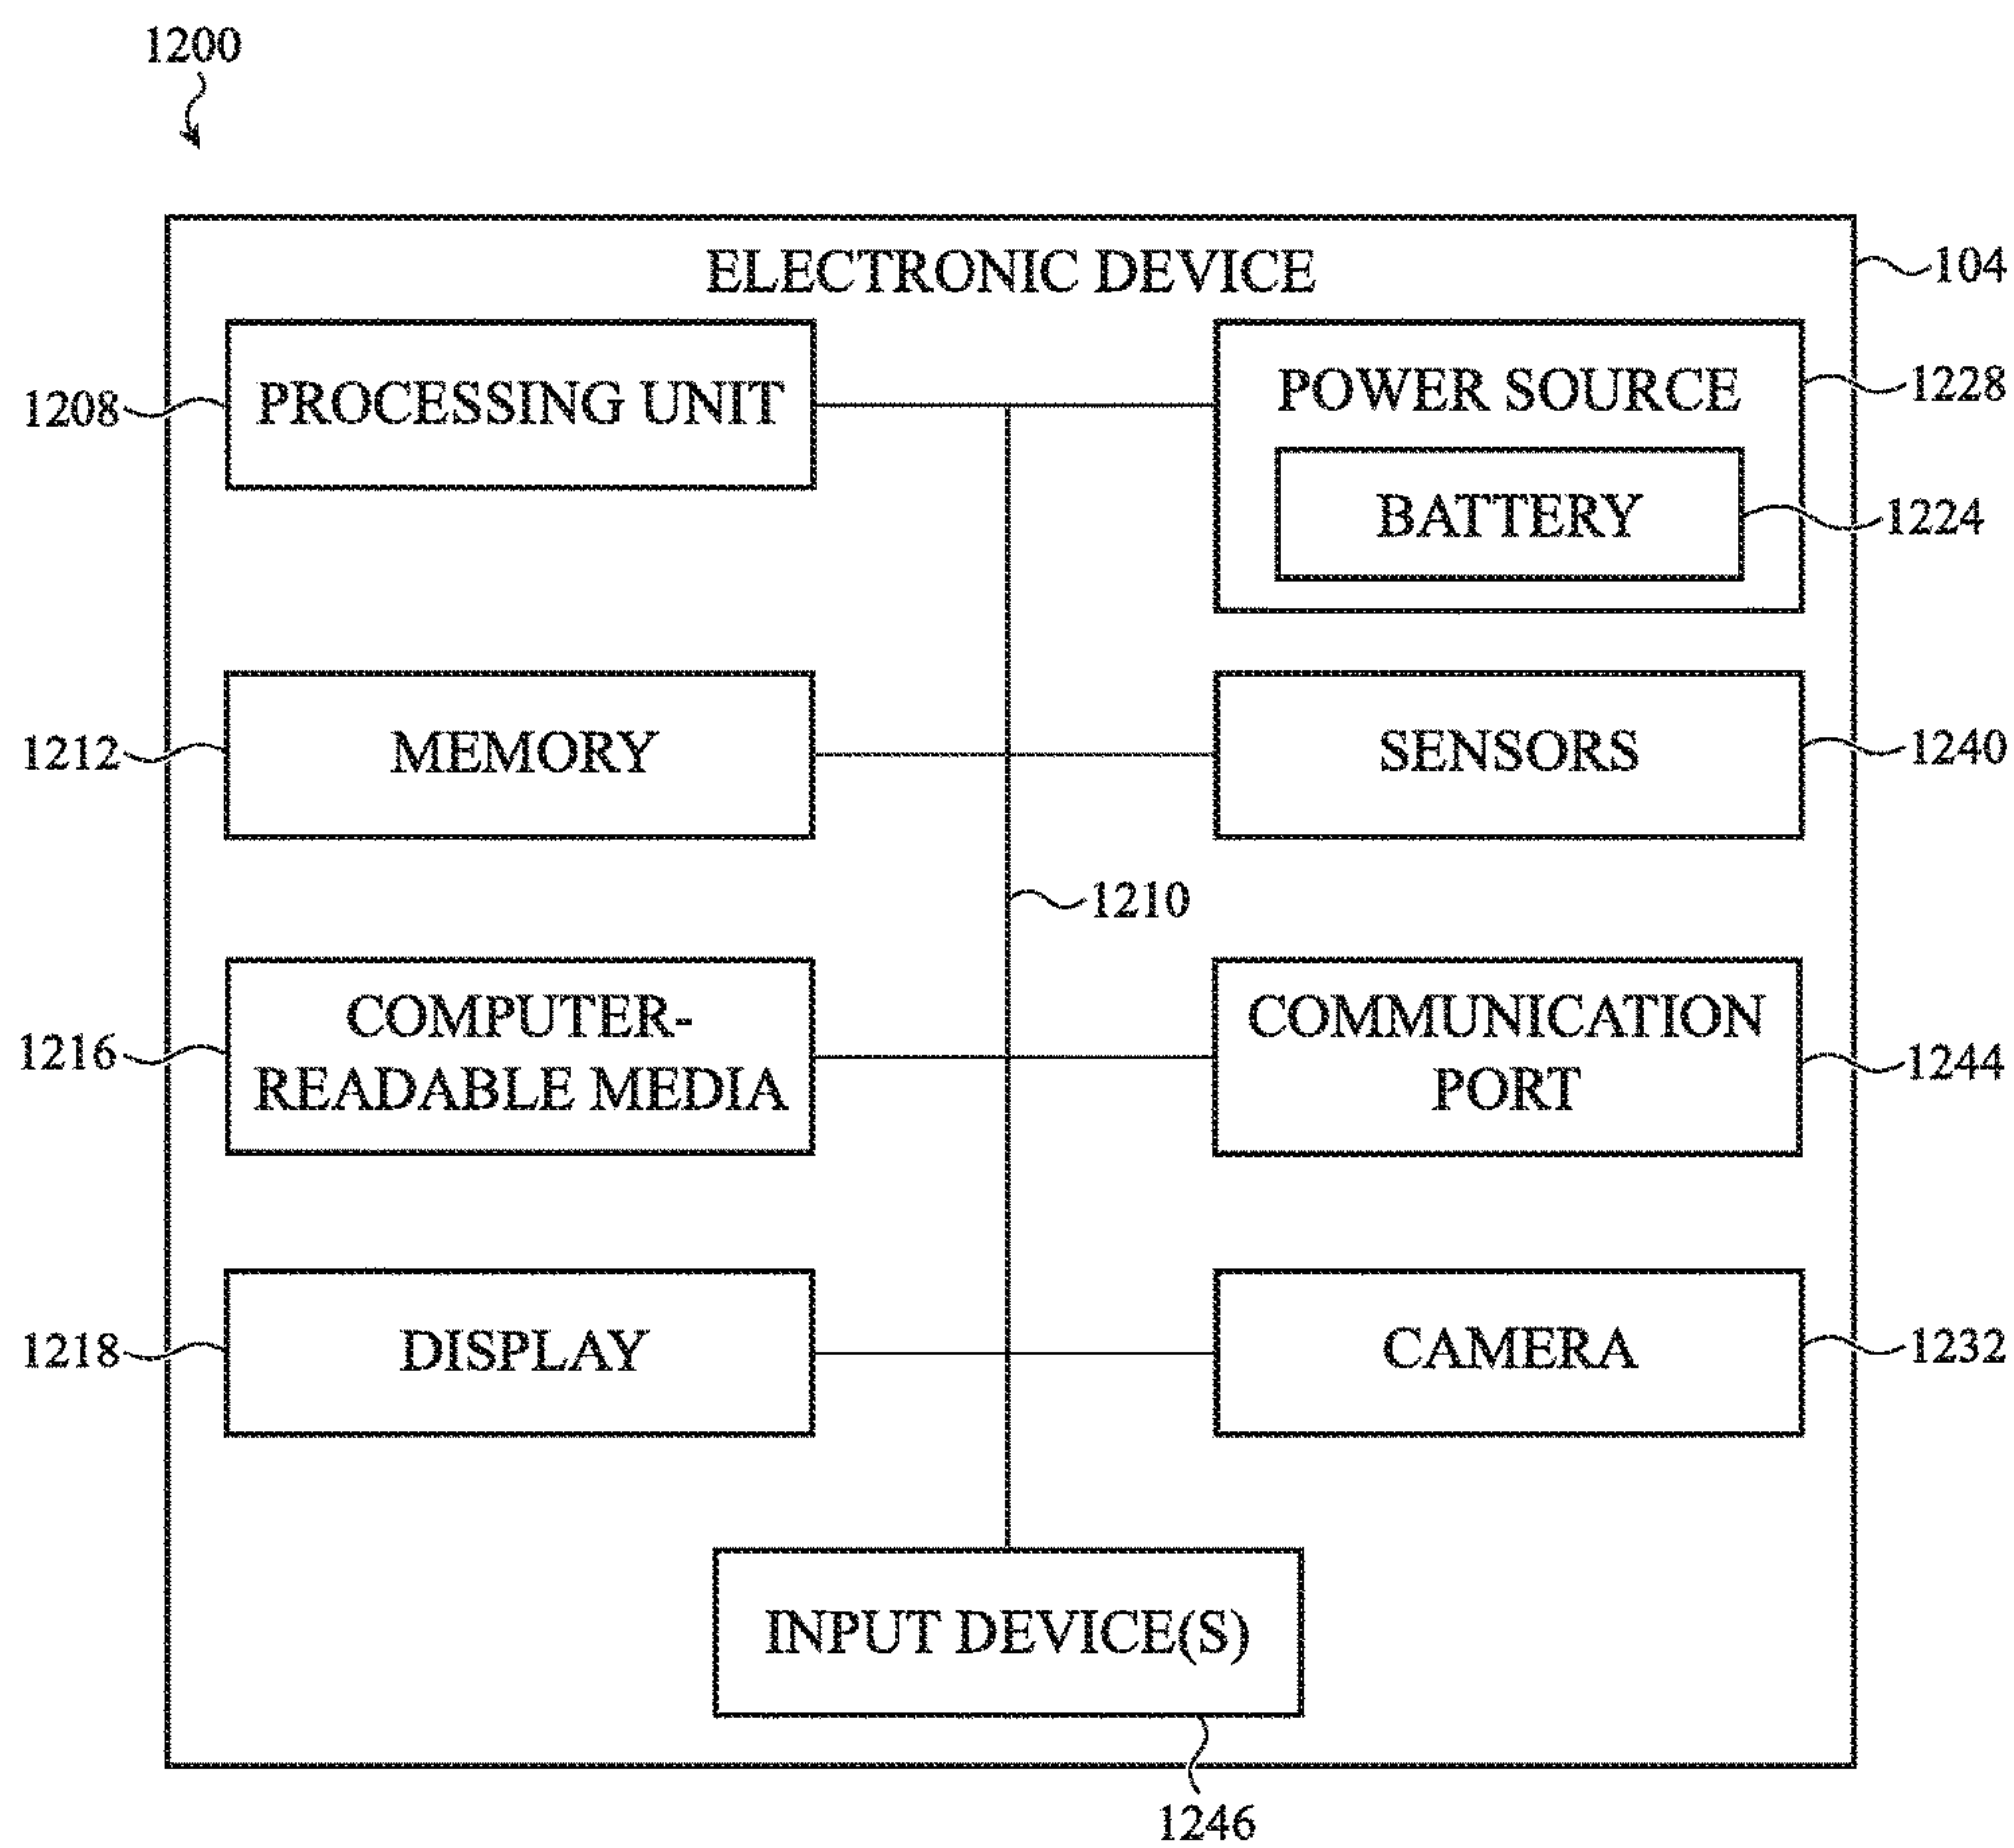 1200
ELECTRONIC DEVICE
104
PROCESSING UNIT
1208
POWER SOURCE
1228
BATTERY
1224
MEMORY
1212
SENSORS
1240
1210
COMPUTER-
READABLE MEDIA
1216
COMMUNICATION
PORT
1244
DISPLAY
1218
CAMERA
1232
INPUT DEVICE(S)
1246